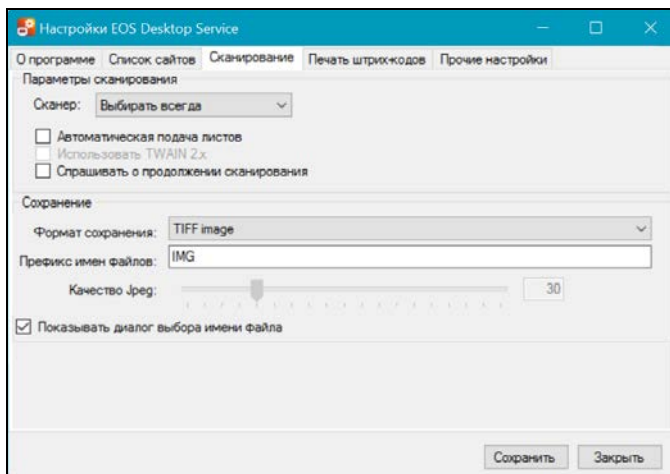 Настройки EOS Desktop Service
О программе Список сайтов Сканирование Печать штрих-кодов Прочие настройки
Параметры сканирования
Сканер: Выбирать всегда
Автоматическая подача листов
Использовать TWAIN 2.x
Спрашивать о продолжении сканирования
Сохранение
Формат сохранения: TIFF image
Префикс имен файлов: IMG
Качество Jpeg: 30
Показывать диалог выбора имени файла
Сохранить Закрыть